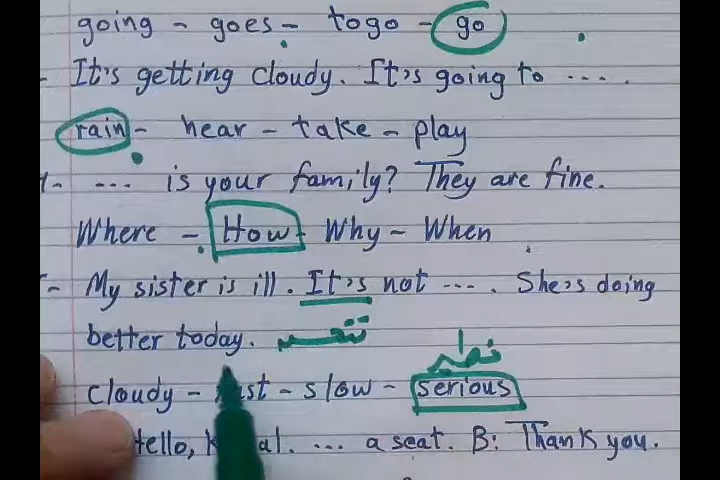 going - goes - to go - go
- It's getting cloudy. It's going to .....
rain - hear - take - play
- .... is your family? They are fine.
Where - How - Why - When
- My sister is ill. It's not .... . She's doing
better today. تتحسن
خطير
cloudy - - slow - serious
.... a seat. B: Thank you.